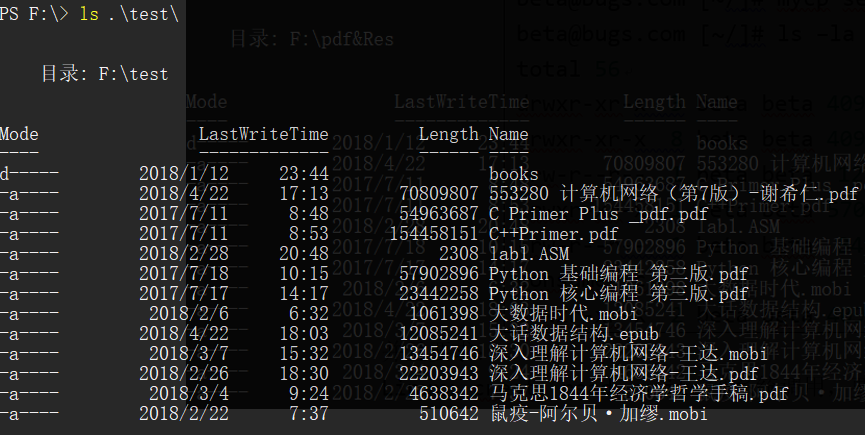 PS F:\> ls .\test\
目录: F:\test
Mode LastWriteTime Length Name
---- ------------- ------ ----
d----- 2018/1/12 23:44 books
-a---- 2018/4/22 17:13 70809807 553280 计算机网络（第7版）-谢希仁.pdf
-a---- 2017/7/11 8:48 54963687 C Primer Plus _pdf.pdf
-a---- 2017/7/11 8:53 154458151 C++Primer.pdf
-a---- 2018/2/28 20:48 2308 lab1.ASM
-a---- 2017/7/18 10:15 57902896 Python 基础编程 第二版.pdf
-a---- 2017/7/17 14:17 23442258 Python 核心编程 第三版.pdf
-a---- 2018/2/6 6:32 1061398 大数据时代.mobi
-a---- 2018/4/22 18:03 12085241 大话数据结构.epub
-a---- 2018/3/7 15:32 13454746 深入理解计算机网络-王达.mobi
-a---- 2018/2/26 18:30 22203943 深入理解计算机网络-王达.pdf
-a---- 2018/3/4 9:24 4638342 马克思1844年经济学哲学手稿.pdf
-a---- 2018/2/22 7:37 510642 鼠疫-阿尔贝·加缪.mobi
目录: F:\pdf&Res
Mode LastWriteTime Length Name
beta@bugs.com [~/]# ls -la
total 56